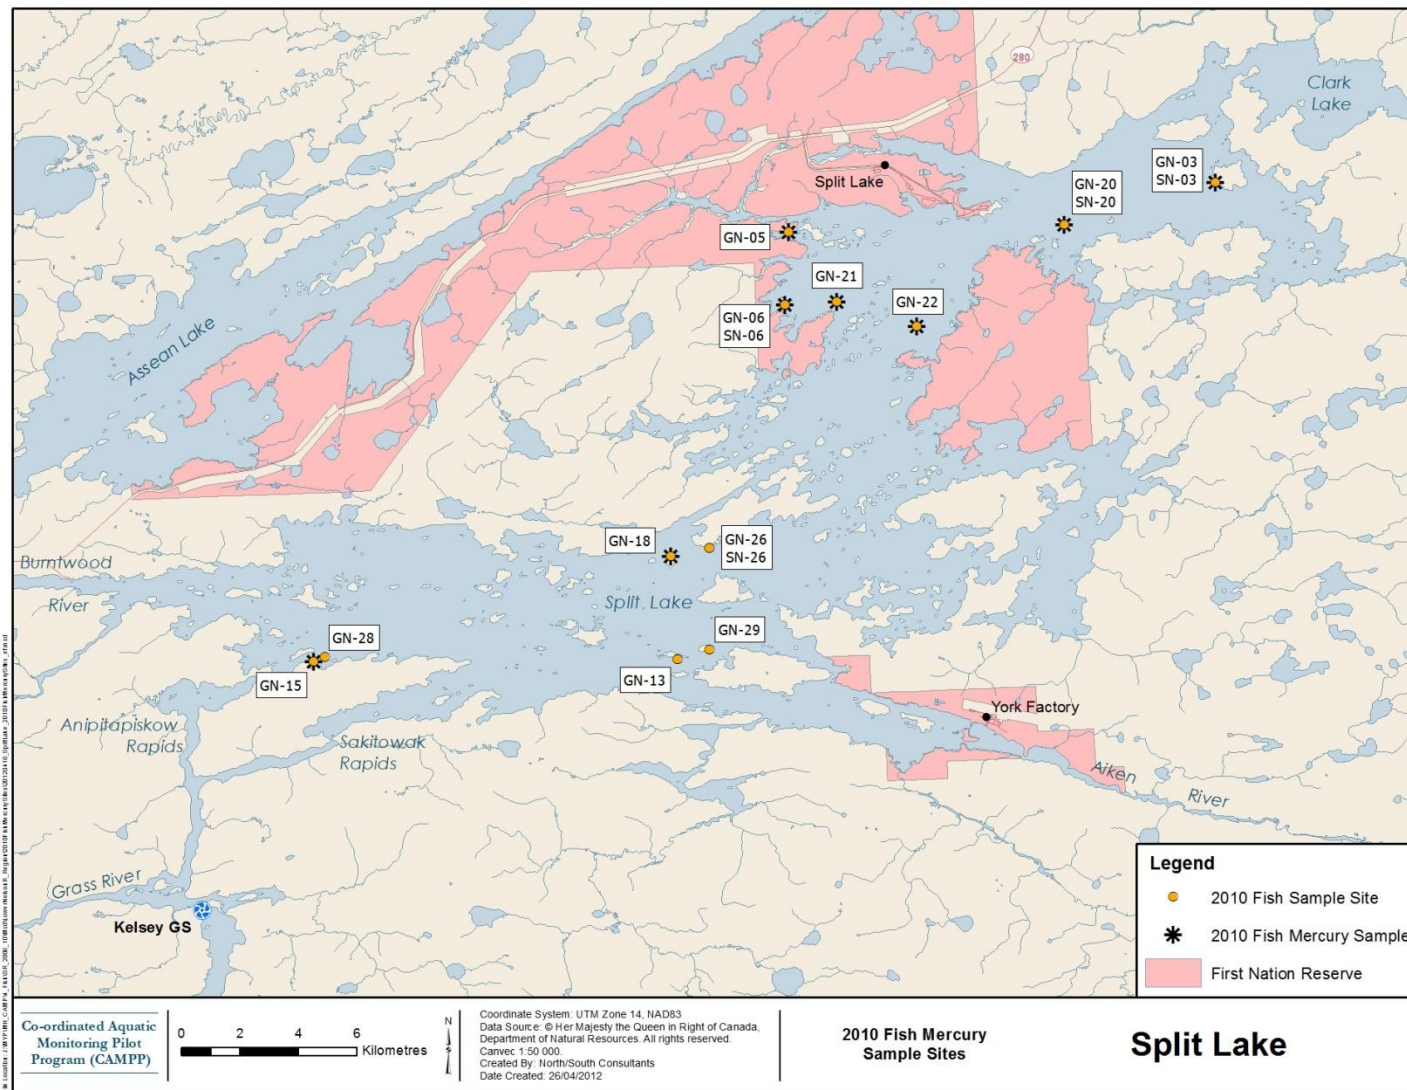 280
Clark
Lake
GN-03
SN-03
GN-20
SN-20
Split Lake
GN-05
GN-21
GN-22
GN-06
SN-06
Assean Lake
GN-18
GN-26
SN-26
Burntwood
River
Split Lake
GN-28
GN-29
GN-15
GN-13
Anipitapiskow
Rapids
Sakitowak
Rapids
York Factory
Aiken
River
Grass River
Kelsey GS
Legend
2010 Fish Sample Site
2010 Fish Mercury Sample
First Nation Reserve
Co-ordinated Aquatic
Monitoring Pilot
Program (CAMPP)
0 2 4 6
Kilometres
N
Coordinate System: UTM Zone 14, NAD83
Data Source: © Her Majesty the Queen in Right of Canada,
Department of Natural Resources. All rights reserved.
Canvec 1:50 000.
Created By: North/South Consultants
Date Created: 26/04/2012
2010 Fish Mercury
Sample Sites
Split Lake